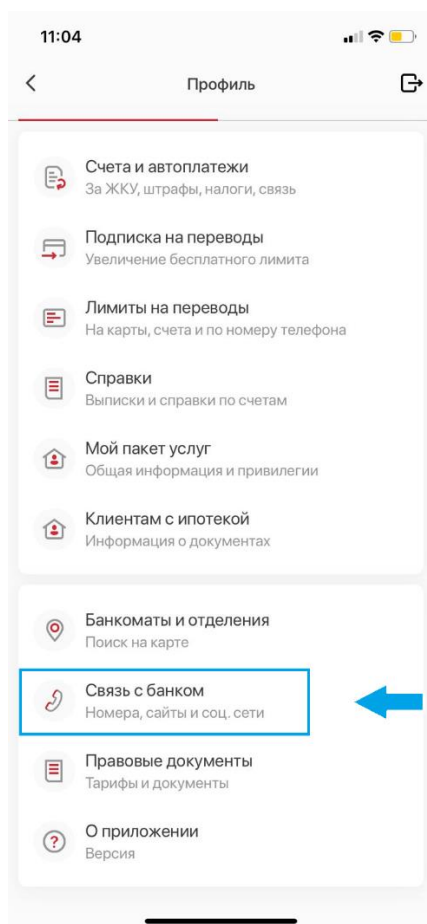 11:04
Профиль
Счета и автоплатежи
За ЖКУ, штрафы, налоги, связь
Подписка на переводы
Увеличение бесплатного лимита
Лимиты на переводы
На карты, счета и по номеру телефона
Справки
Выписки и справки по счетам
Мой пакет услуг
Общая информация и привилегии
Клиентам с ипотекой
Информация о документах
Банкоматы и отделения
Поиск на карте
Связь с банком
Номера, сайты и соц. сети
Правовые документы
Тарифы и документы
О приложении
Версия